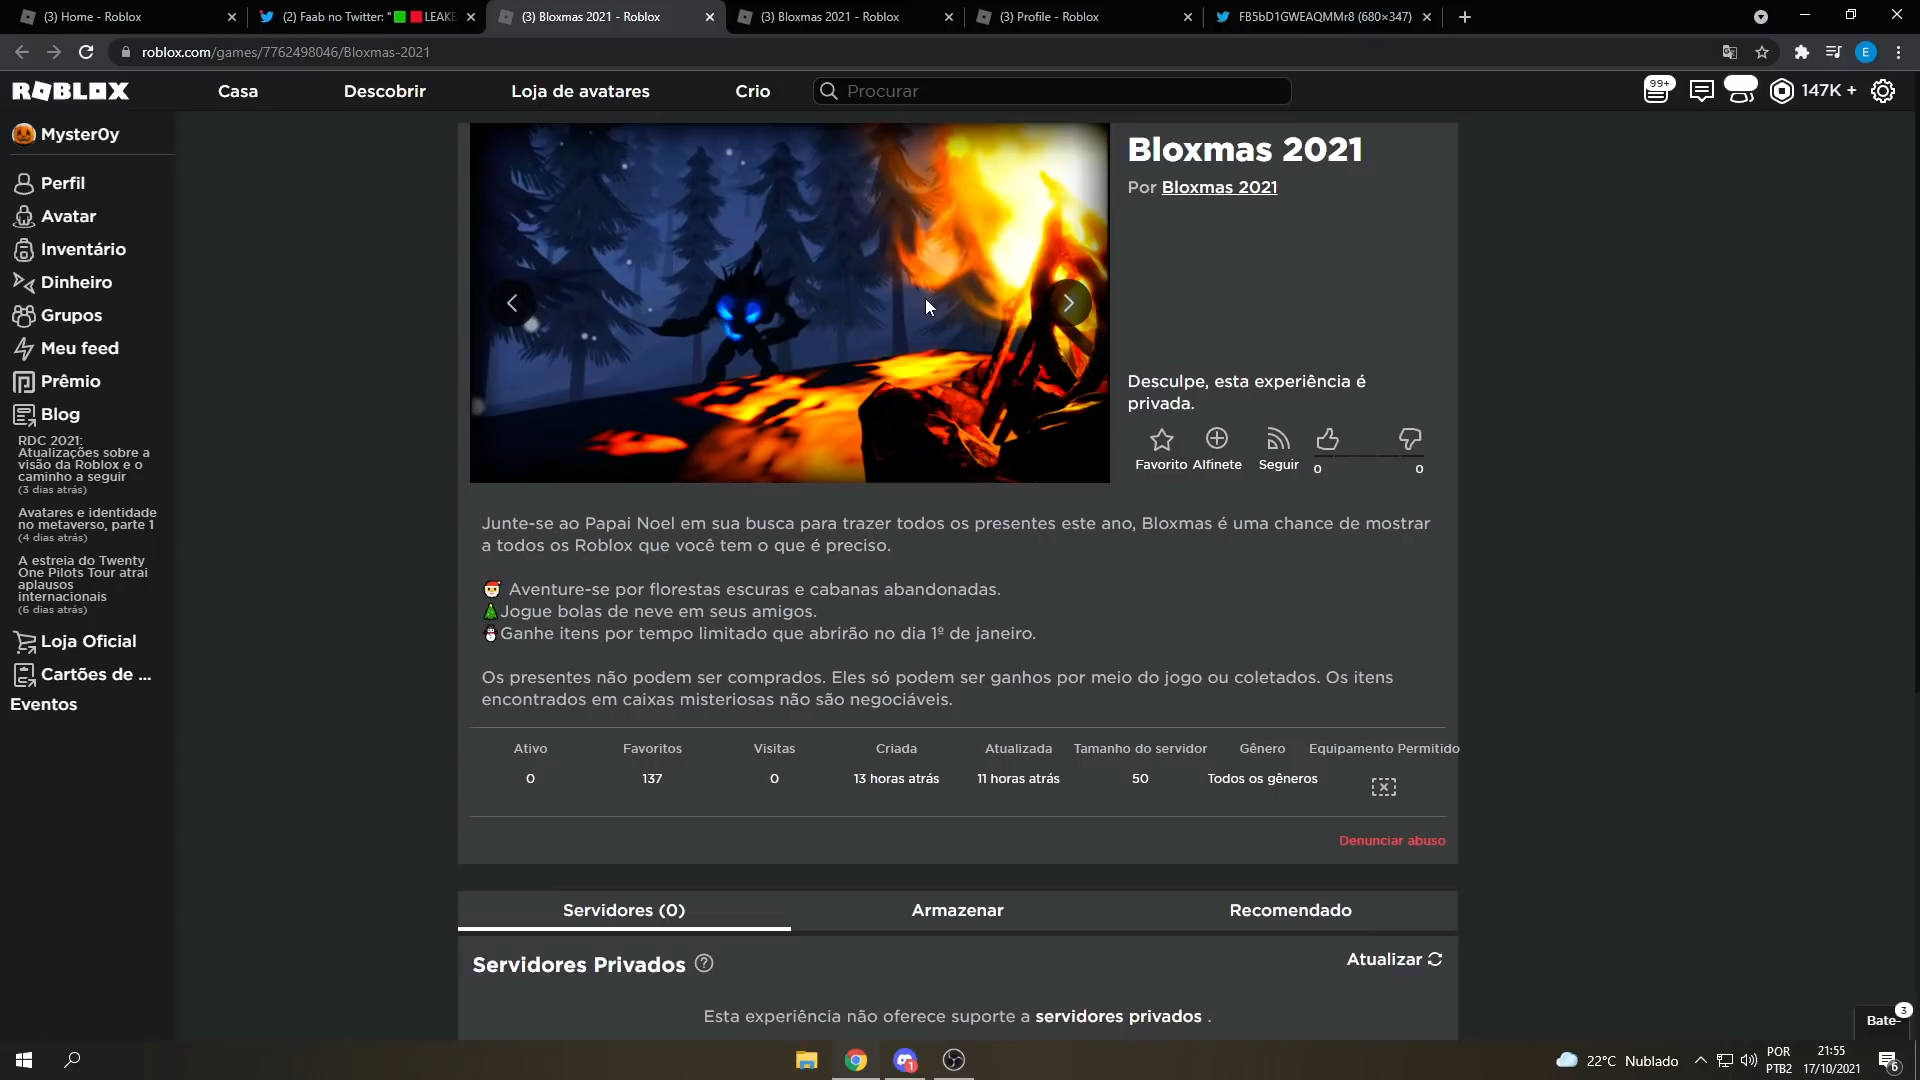 (3) Home - Roblox
(2) Faab no Twitter: "🟩🟥LEAKE
(3) Bloxmas 2021 - Roblox
(3) Bloxmas 2021 - Roblox
(3) Profile - Roblox
FB5bD1GWEAQMMr8 (680×347)
roblox.com/games/7762498046/Bloxmas-2021
E
ROBLOX
Casa
Descobrir
Loja de avatares
Crio
Procurar
99+
147K +
Myster0y
Perfil
Avatar
Inventário
Dinheiro
Grupos
Meu feed
Prêmio
Blog
RDC 2021:
Atualizações sobre a
visão da Roblox e o
caminho a seguir
(3 dias atrás)
Avatares e identidade
no metaverso, parte 1
(4 dias atrás)
A estreia do Twenty
One Pilots Tour atrai
aplausos
internacionais
(6 dias atrás)
Loja Oficial
Cartões de ...
Eventos
Bloxmas 2021
Por Bloxmas 2021
Desculpe, esta experiência é
privada.
Favorito
Alfinete
Seguir
0
0
Junte-se ao Papai Noel em sua busca para trazer todos os presentes este ano, Bloxmas é uma chance de mostrar
a todos os Roblox que você tem o que é preciso.
🎅 Aventure-se por florestas escuras e cabanas abandonadas.
🎄Jogue bolas de neve em seus amigos.
⛄Ganhe itens por tempo limitado que abrirão no dia 1º de janeiro.
Os presentes não podem ser comprados. Eles só podem ser ganhos por meio do jogo ou coletados. Os itens
encontrados em caixas misteriosas não são negociáveis.
Ativo Favoritos Visitas Criada Atualizada Tamanho do servidor Gênero Equipamento Permitido
0 137 0 13 horas atrás 11 horas atrás 50 Todos os gêneros
Denunciar abuso
Servidores (0)
Armazenar
Recomendado
Servidores Privados
Atualizar
Esta experiência não oferece suporte a servidores privados .
Bate-
3
1
22°C Nublado
POR
PTB2
21:55
17/10/2021
6